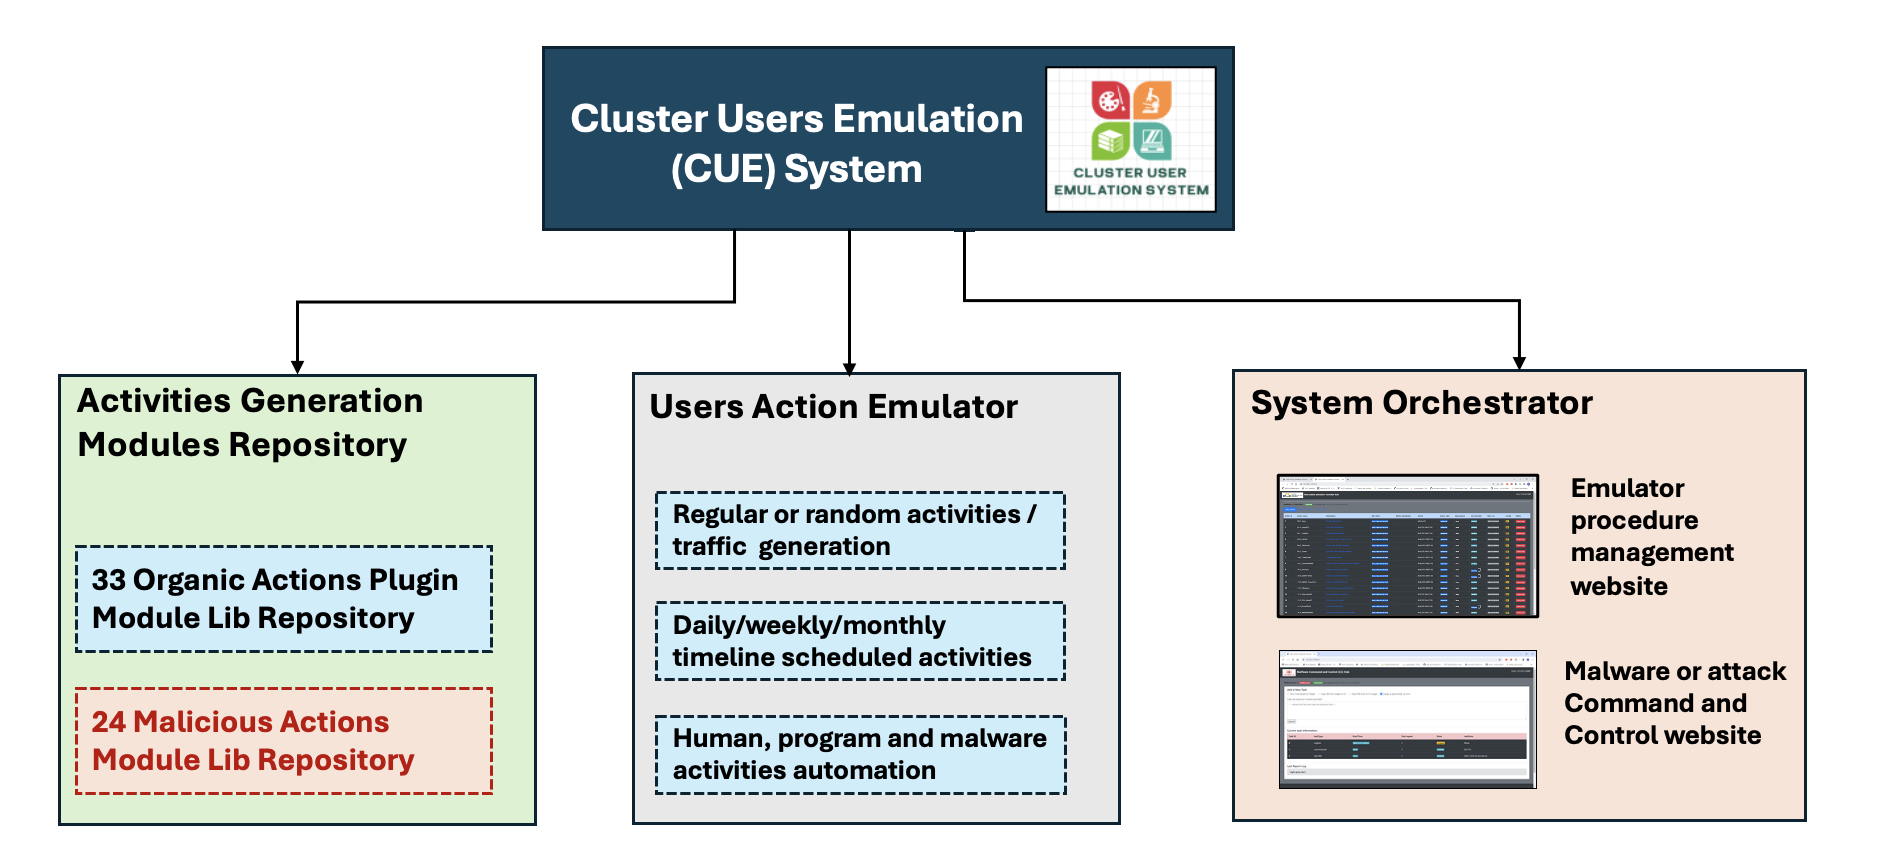 Cluster Users Emulation
(CUE) System
CLUSTER USER
EMULATION SYSTEM
Activities Generation
Modules Repository
33 Organic Actions Plugin
Module Lib Repository
24 Malicious Actions
Module Lib Repository
Users Action Emulator
Regular or random activities /
traffic generation
Daily/weekly/monthly
timeline scheduled activities
Human, program and malware
activities automation
System Orchestrator
Emulator
procedure
management
website
Malware or attack
Command and
Control website